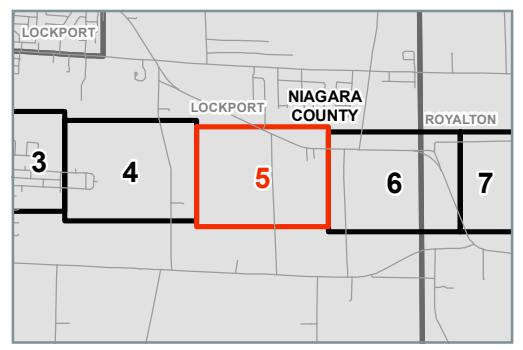 LOCKPORT
LOCKPORT
NIAGARA
COUNTY
ROYALTON
3
4
5
6
7